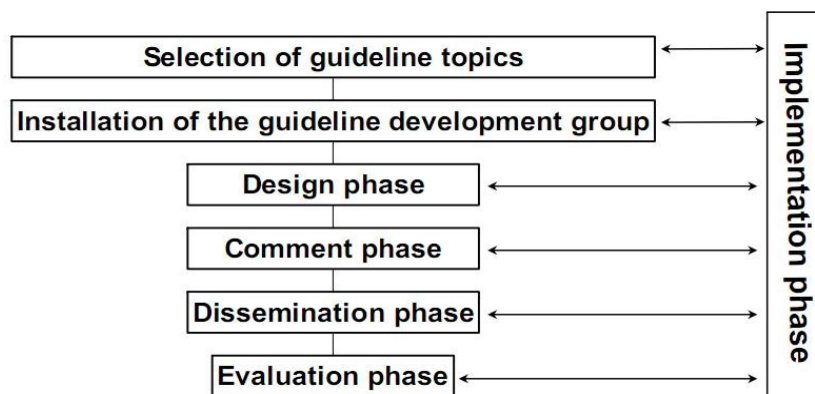 Selection of guideline topics
Installation of the guideline development group
Design phase
Comment phase
Dissemination phase
Evaluation phase
Implementation phase